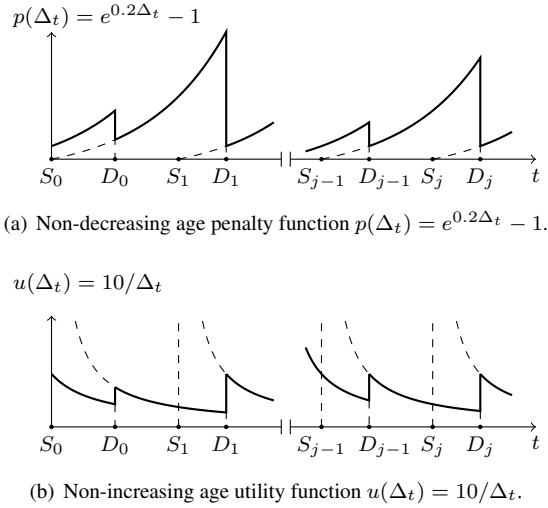 p(Δₜ) = e^{0.2Δₜ} − 1
S₀ D₀ S₁ D₁ Sⱼ₋₁ Dⱼ₋₁ Sⱼ Dⱼ t
(a) Non-decreasing age penalty function p(Δₜ) = e^{0.2Δₜ} − 1.
u(Δₜ) = 10/Δₜ
S₀ D₀ S₁ D₁ Sⱼ₋₁ Dⱼ₋₁ Sⱼ Dⱼ t
(b) Non-increasing age utility function u(Δₜ) = 10/Δₜ.